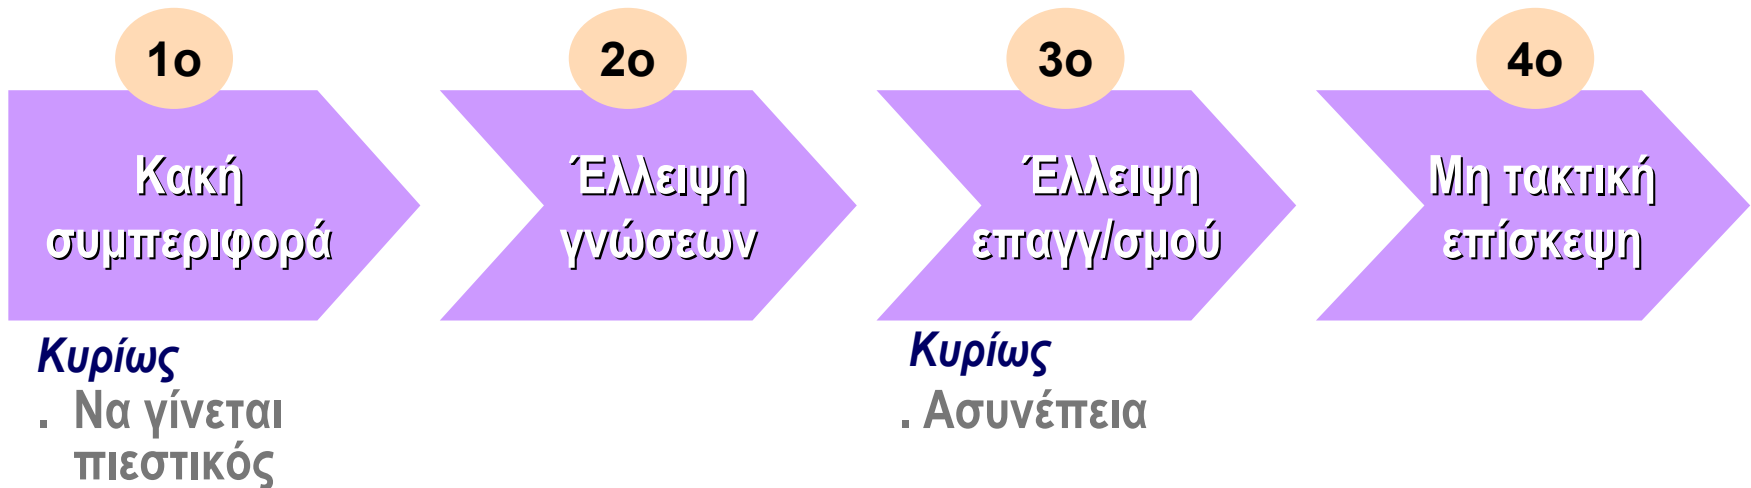 1ο
Κακή
συμπεριφορά
Κυρίως
. Να γίνεται
πιεστικός
2ο
Έλλειψη
γνώσεων
3ο
Έλλειψη
επαγγ/σμού
Κυρίως
. Ασυνέπεια
4ο
Μη τακτική
επίσκεψη